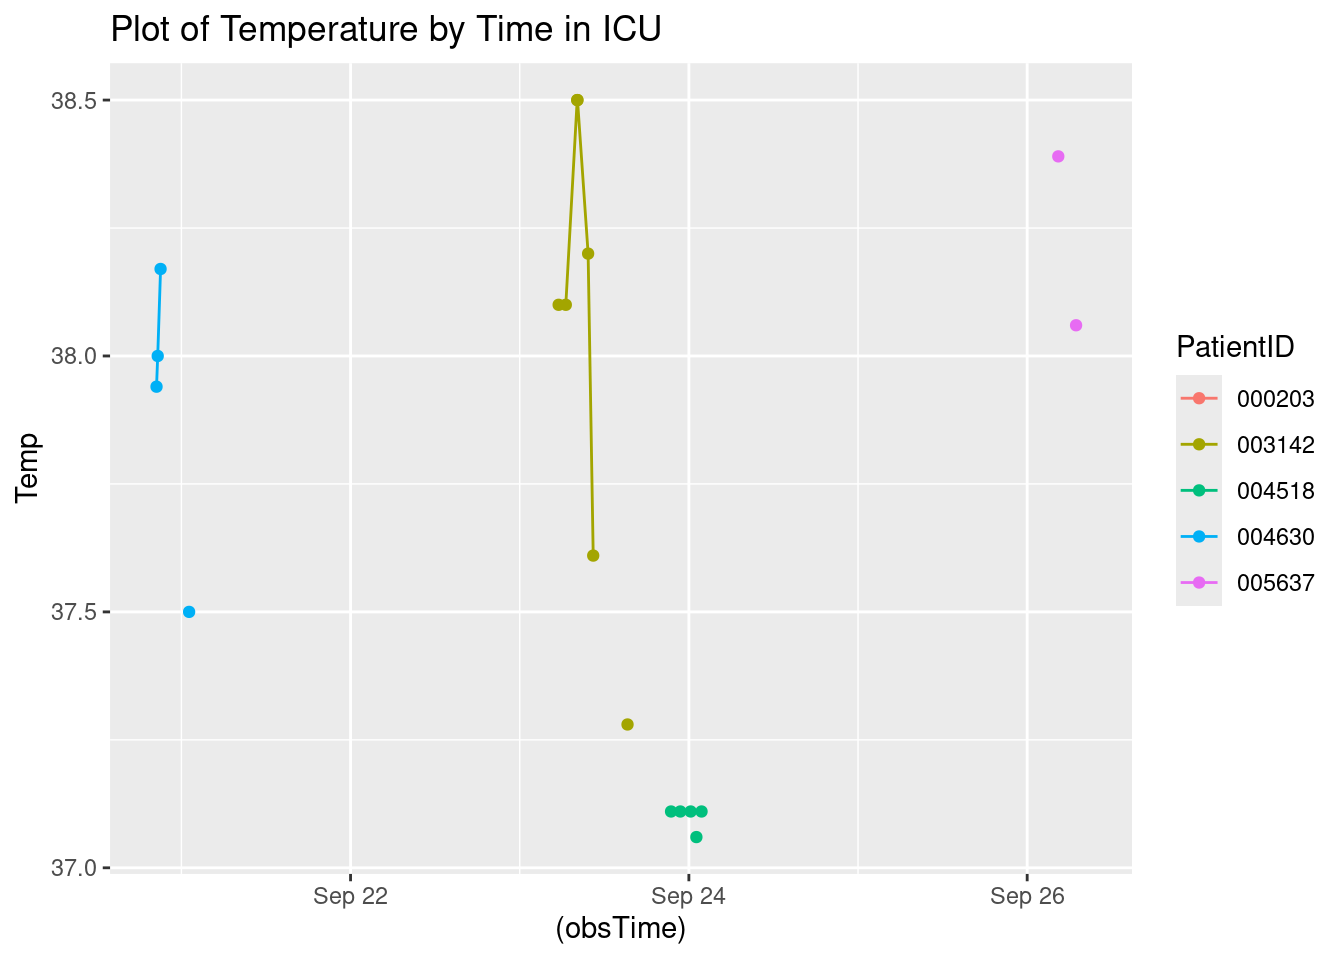 Plot of Temperature by Time in ICU
38.5
38.0
37.5
37.0
Temp
Sep 22
Sep 24
Sep 26
(obsTime)
PatientID
000203
003142
004518
004630
005637